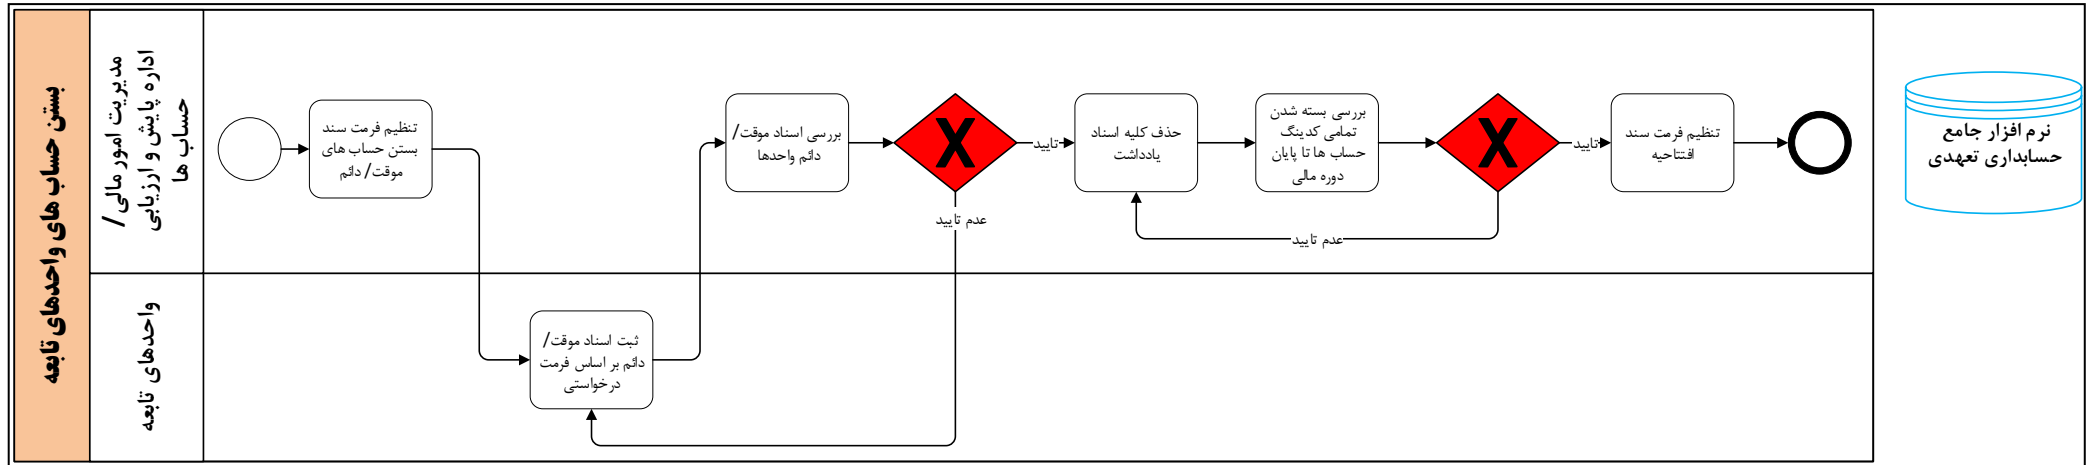 بستن حساب های واحدهای تابعه
مدیریت امور مالی/
اداره پایش و ارزیابی
حساب ها
تنظیم فرمت سند
بستن حساب های
موقت/ دائم
بررسی اسناد موقت/
دائم واحدها
X
تایید
عدم تایید
حذف کلیه اسناد
یادداشت
بررسی بسته شدن
تمامی کدینگ
حساب ها تا پایان
دوره مالی
X
تایید
عدم تایید
تنظیم فرمت سند
افتتاحیه
نرم افزار جامع
حسابداری تعهدی
واحدهای تابعه
ثبت اسناد موقت/
دائم بر اساس فرمت
درخواستی